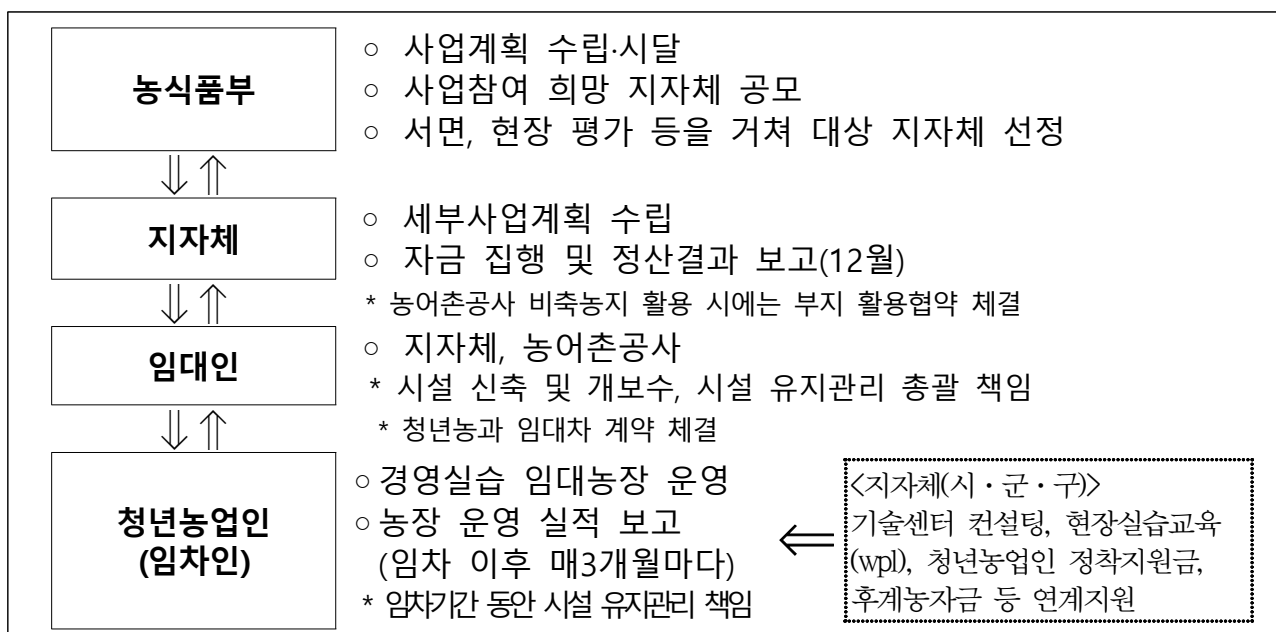 농식품부
○ 사업계획 수립·시달
○ 사업참여 희망 지자체 공모
○ 서면, 현장 평가 등을 거쳐 대상 지자체 선정
⇓⇑
지자체
○ 세부사업계획 수립
○ 자금 집행 및 정산결과 보고(12월)
* 농어촌공사 비축농지 활용 시에는 부지 활용협약 체결
⇓⇑
임대인
○ 지자체, 농어촌공사
* 시설 신축 및 개보수, 시설 유지관리 총괄 책임
* 청년농과 임대차 계약 체결
⇓⇑
청년농업인
(임차인)
○ 경영실습 임대농장 운영
○ 농장 운영 실적 보고
(임차 이후 매3개월마다)
* 임차기간 동안 시설 유지관리 책임
⇐
<지자체(시・군・구)>
기술센터 컨설팅, 현장실습교육
(wpl), 청년농업인 정착지원금,
후계농자금 등 연계지원